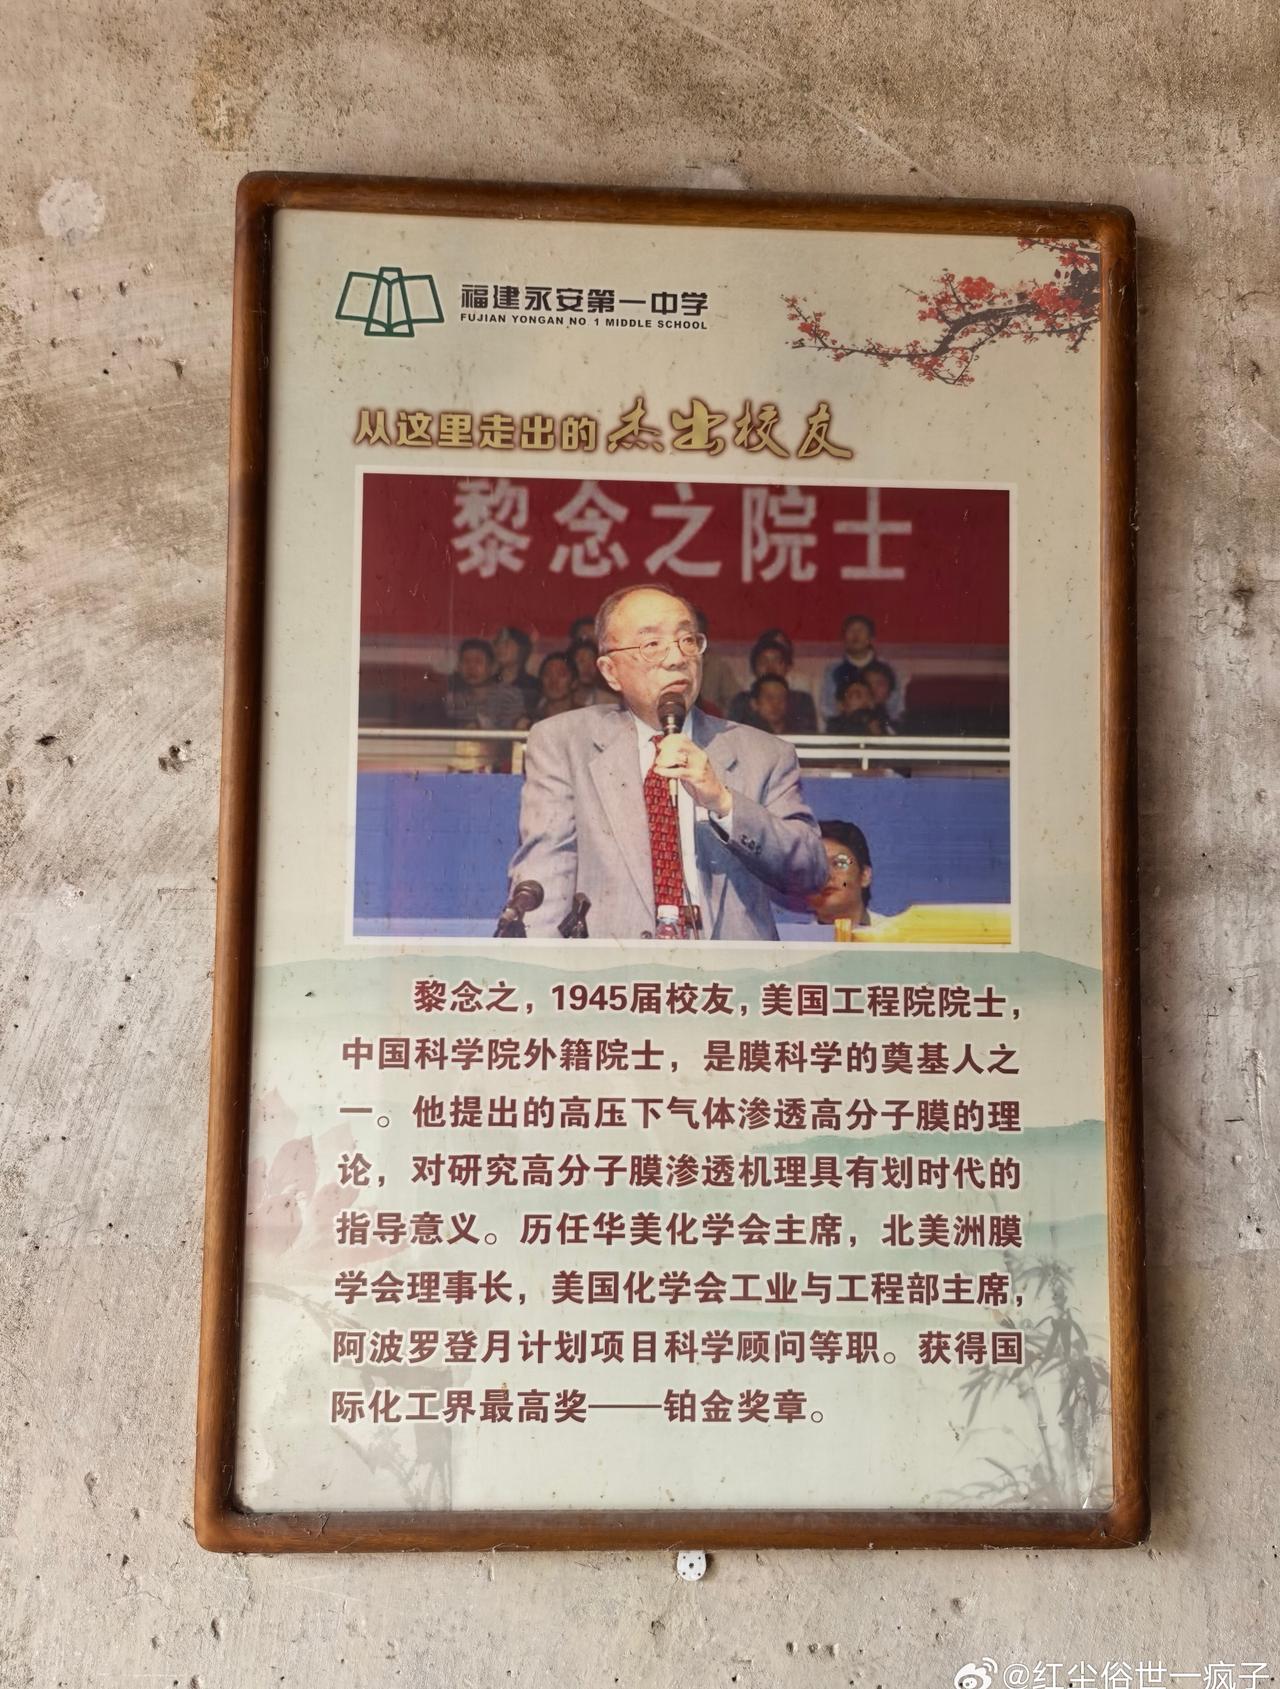 福建永安第一中学
FUJIAN YONGAN NO.1 MIDDLE SCHOOL
从这里走出的杰出校友
黎念之院士
黎念之，1945届校友，美国工程院院士，
中国科学院外籍院士，是膜科学的奠基人之
一。他提出的高压下气体渗透高分子膜的理
论，对研究高分子膜渗透机理具有划时代的
指导意义。历任华美化学会主席，北美洲膜
学会理事长，美国化学会工业与工程部主席，
阿波罗登月计划项目科学顾问等职。获得国
际化工界最高奖——铂金奖章。
@红尘俗世一疯子